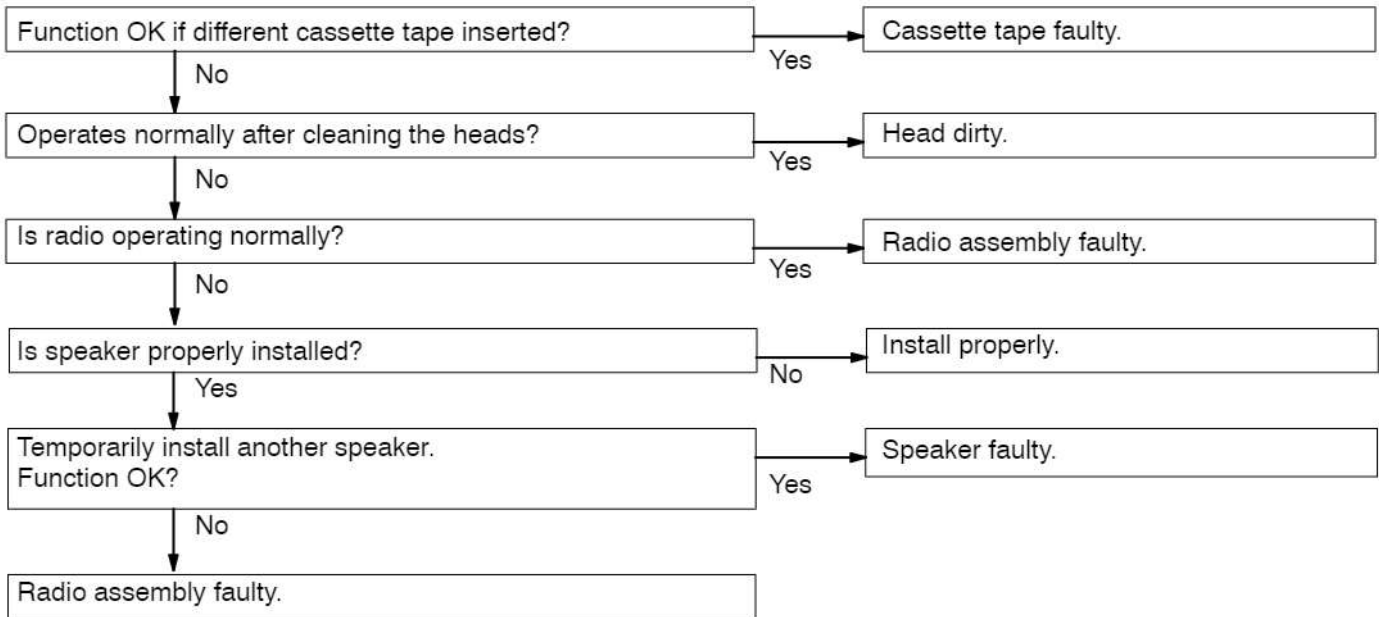 Function OK if different cassette tape inserted?
Cassette tape faulty.
Yes
No
Operates normally after cleaning the heads?
Head dirty.
Yes
No
Is radio operating normally?
Radio assembly faulty.
Yes
No
Is speaker properly installed?
Install properly.
No
Yes
Temporarily install another speaker.
Function OK?
Speaker faulty.
Yes
No
Radio assembly faulty.